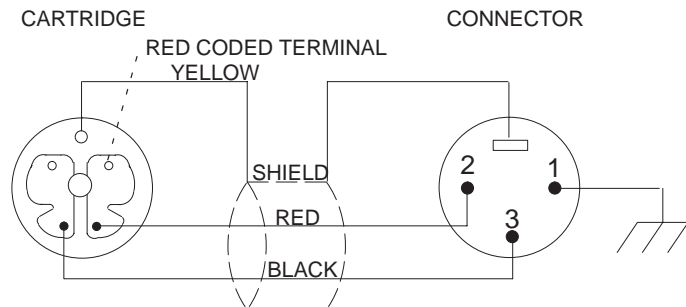 CARTRIDGE
CONNECTOR
RED CODED TERMINAL
YELLOW
SHIELD
2
1
RED
3
BLACK